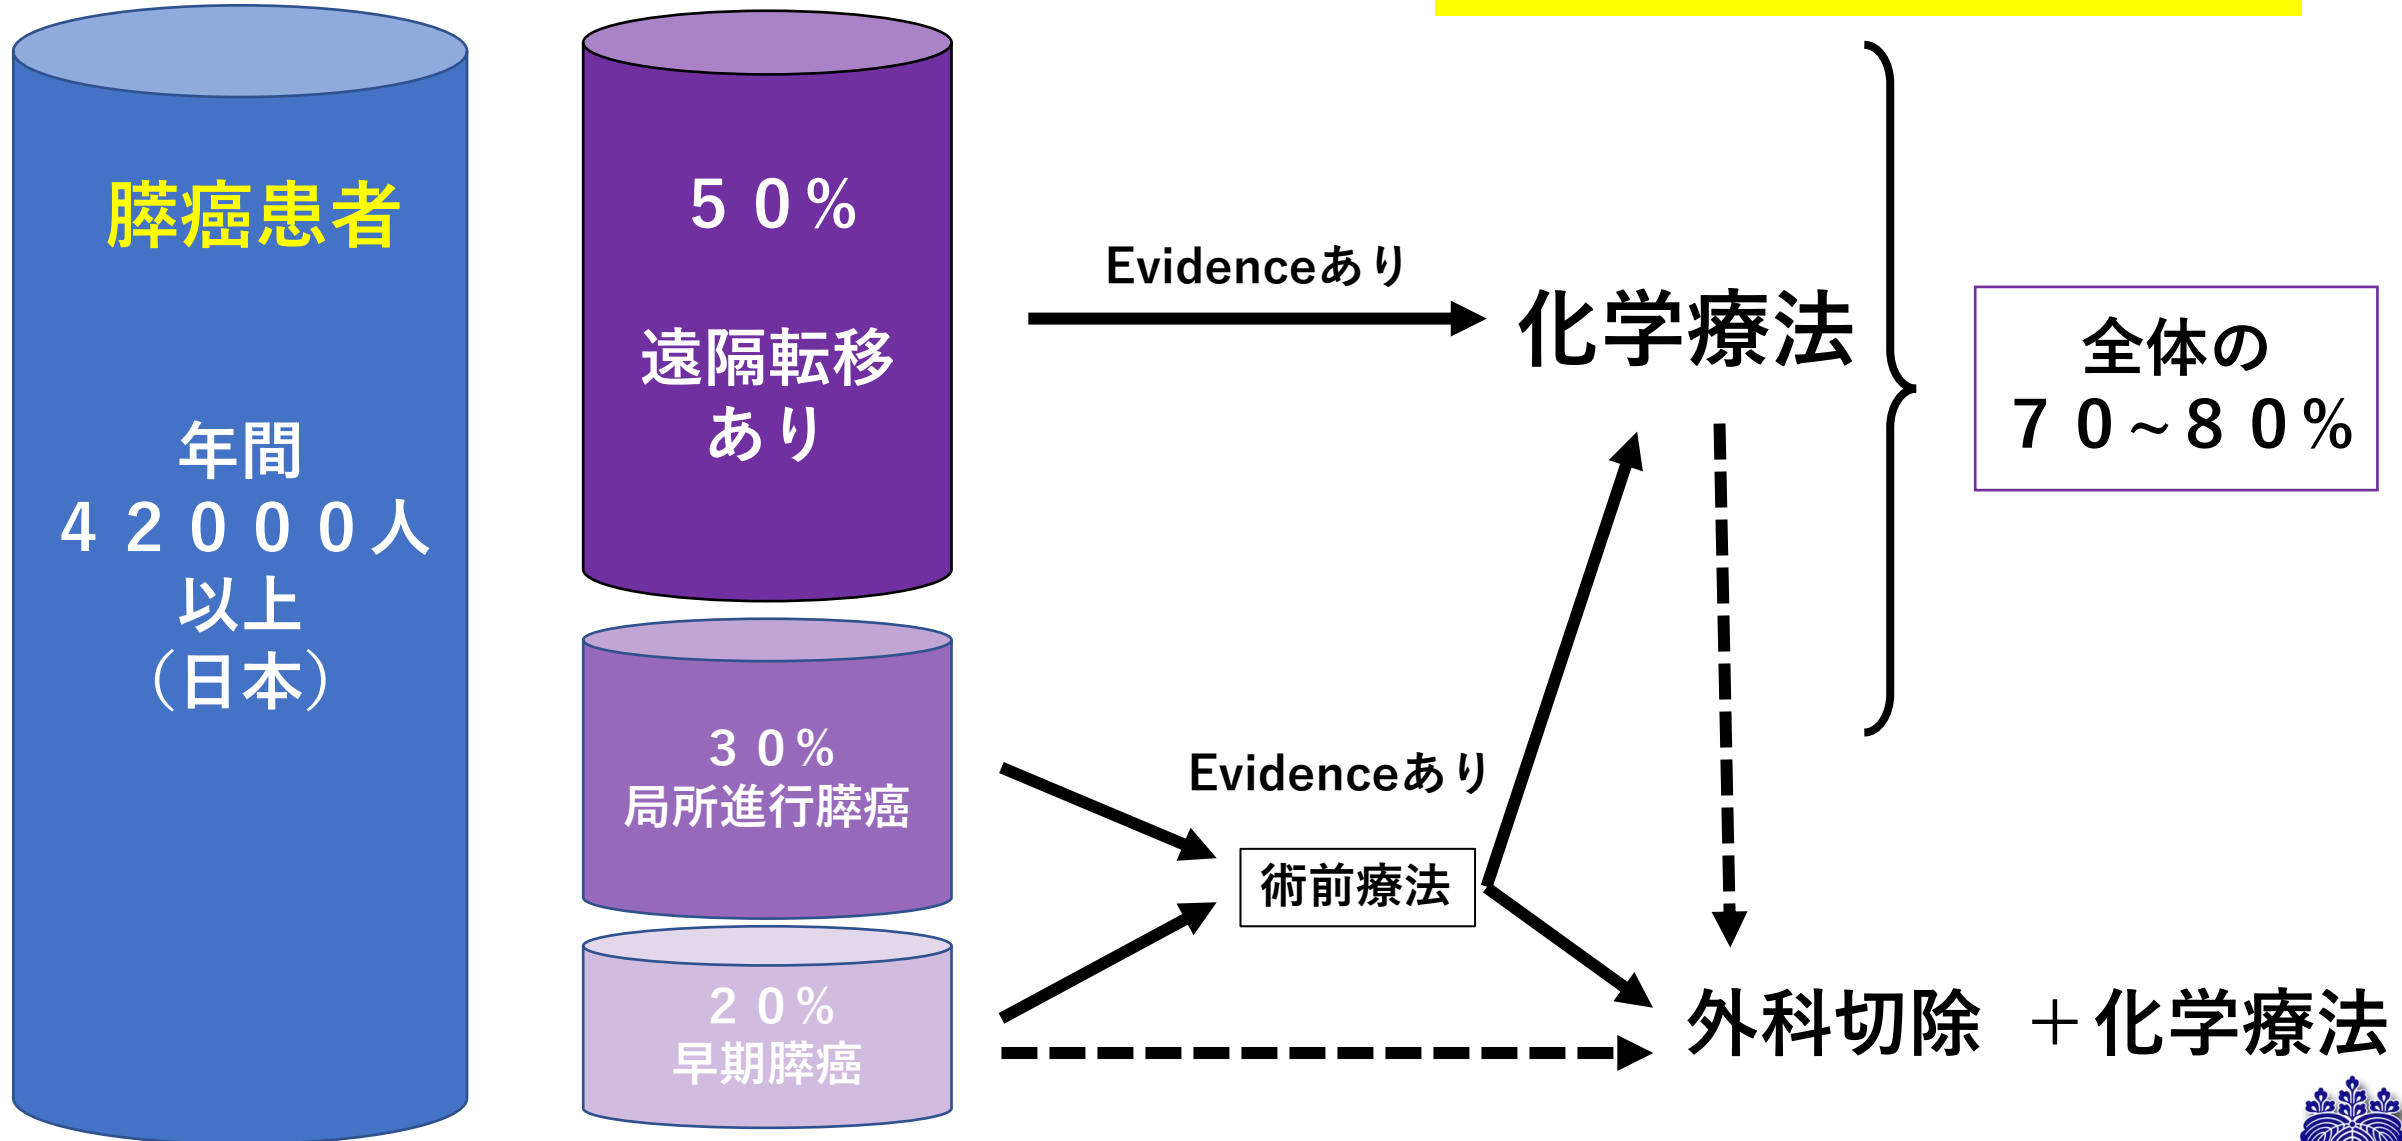 膵癌患者
年間
４２０００人
以上
（日本）
５０％
遠隔転移
あり
３０％
局所進行膵癌
２０％
早期膵癌
Evidenceあり
化学療法
全体の
７０~８０％
Evidenceあり
術前療法
外科切除　＋化学療法